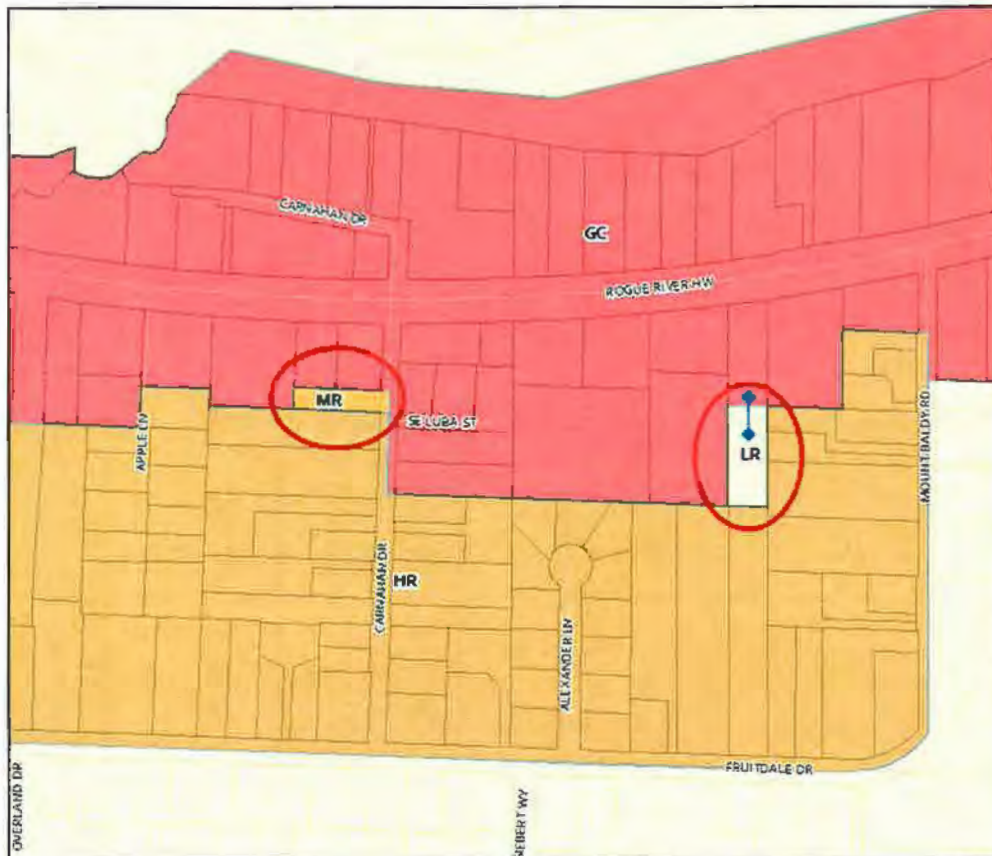 CARNAHAN DR
GC
ROGUE RIVER HW
MR
SE LUBA ST
APPLE LN
LR
MOUNT BALDY RD
HR
CARNAHAN DR
ALEXANDER LN
FRUITDALE DR
OVERLAND DR
EBERT WY